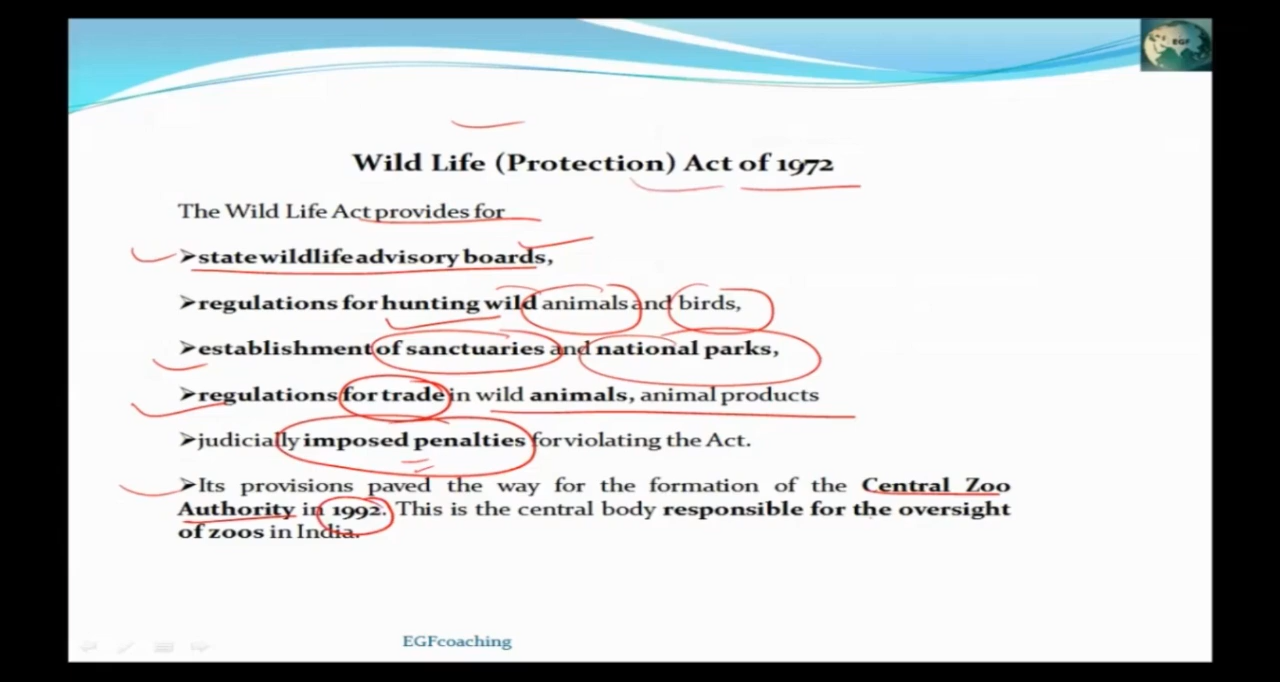 EGF
Wild Life (Protection) Act of 1972
The Wild Life Act provides for
➢state wildlife advisory boards,
➢regulations for hunting wild animals and birds,
➢establishment of sanctuaries and national parks,
➢regulations for trade in wild animals, animal products
➢judicially imposed penalties for violating the Act.
➢Its provisions paved the way for the formation of the Central Zoo
Authority in 1992. This is the central body responsible for the oversight
of zoos in India.
EGFcoaching